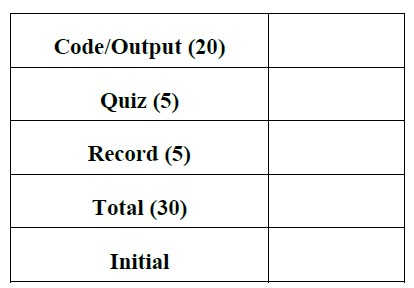 Code/Output (20)
Quiz (5)
Record (5)
Total (30)
Initial